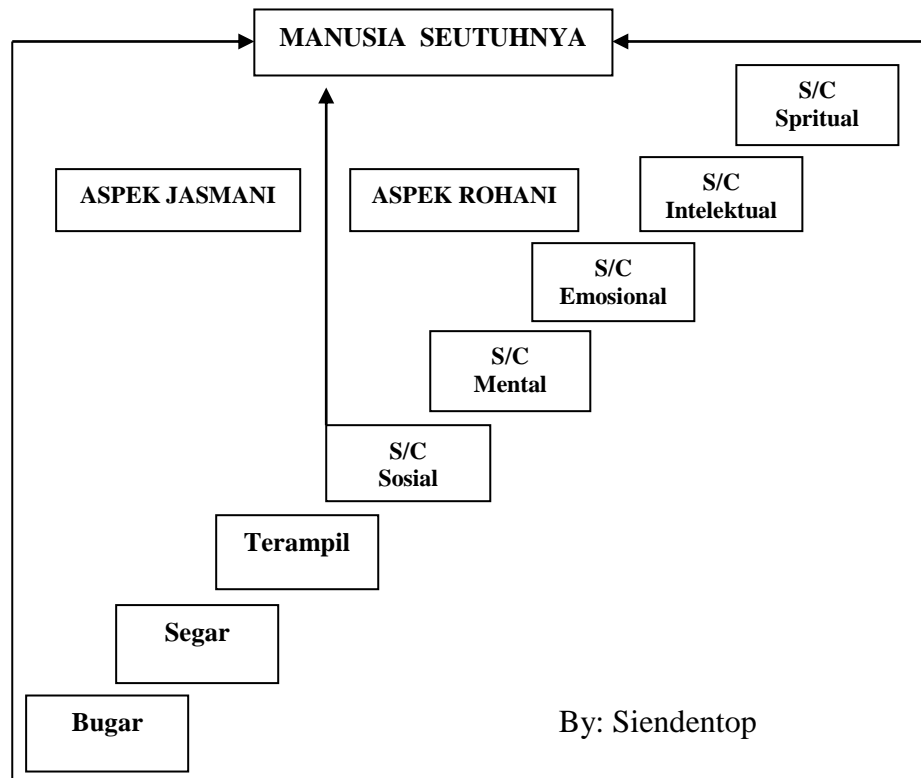 MANUSIA SEUTUHNYA
S/C
Spritual
ASPEK JASMANI
ASPEK ROHANI
S/C
Intelektual
S/C
Emosional
S/C
Mental
S/C
Sosial
Terampil
Segar
Bugar
By: Siendentop